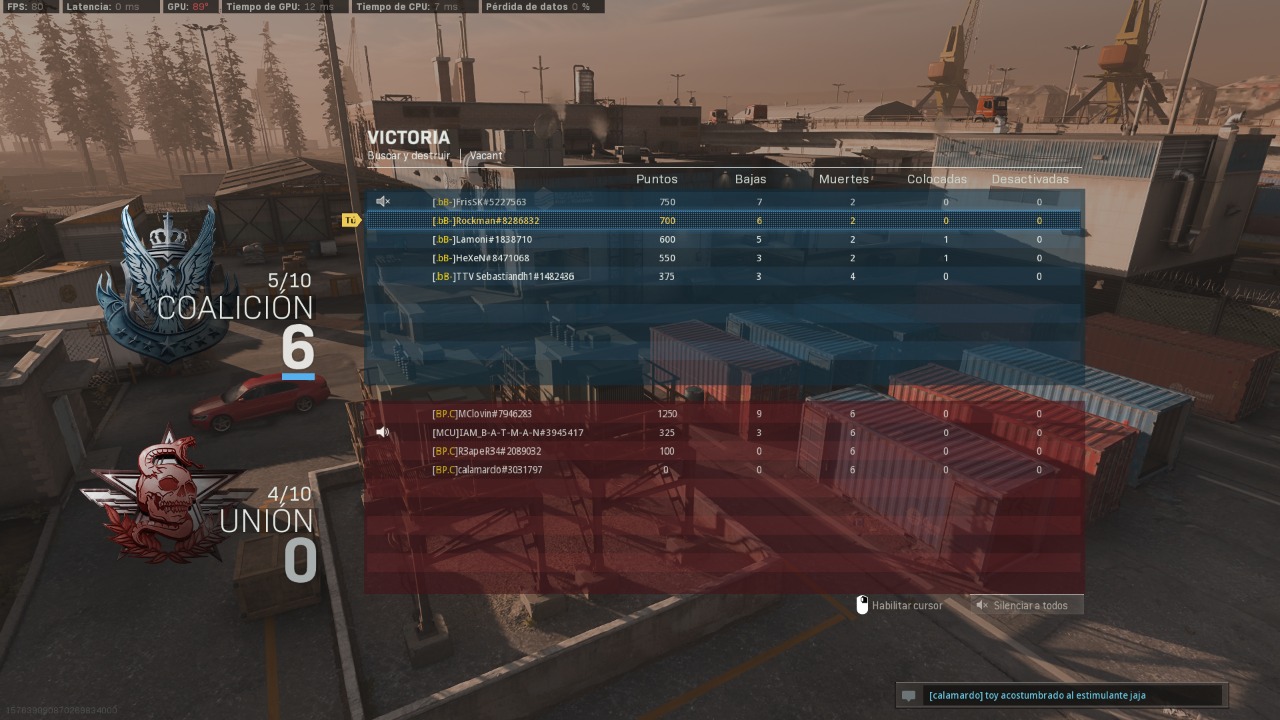 FPS: 80 Latencia: 0 ms GPU: 89° Tiempo de GPU: 12 ms Tiempo de CPU: 7 ms Pérdida de datos 0 %
VICTORIA
Buscar y destruir | Vacant
Puntos Bajas Muertes Colocadas Desactivadas
[.bB-]FrisSK#5227563 750 7 2 0 0
TÚ [.bB-]Rockman#8286832 700 6 2 0 0
[.bB-]Lamoni#1838710 600 5 2 1 0
[.bB-]HeXeN#8471068 550 3 2 1 0
[.bB-]TTV Sebastiandh1#1482436 375 3 4 0 0
5/10
COALICIÓN
6
[BP.C]MClovin#7946283 1250 9 6 0 0
[MCU]IAM_B-A-T-M-A-N#3945417 325 3 6 0 0
[BP.C]R3apeR34#2089032 100 0 6 0 0
[BP.C]calamardo#3031797 0 0 6 0 0
4/10
UNIÓN
0
Habilitar cursor Silenciar a todos
[calamardo] toy acostumbrado al estimulante jaja